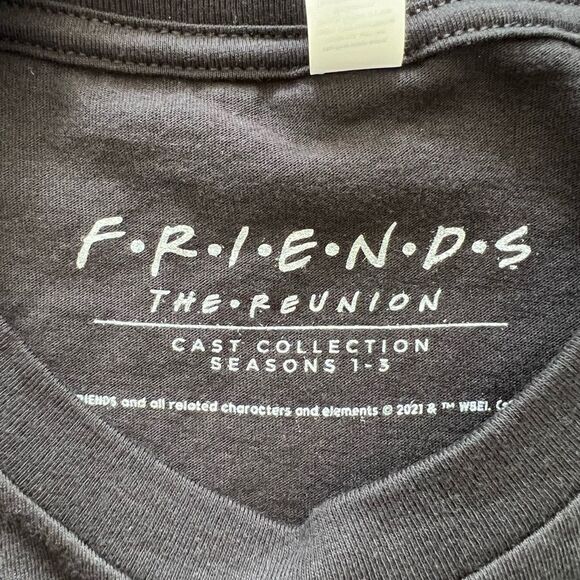 F•R•I•E•N•D•S
THE•REUNION
CAST COLLECTION
SEASONS 1-3
and all related characters and elements © 2021 & ™ WBEI.